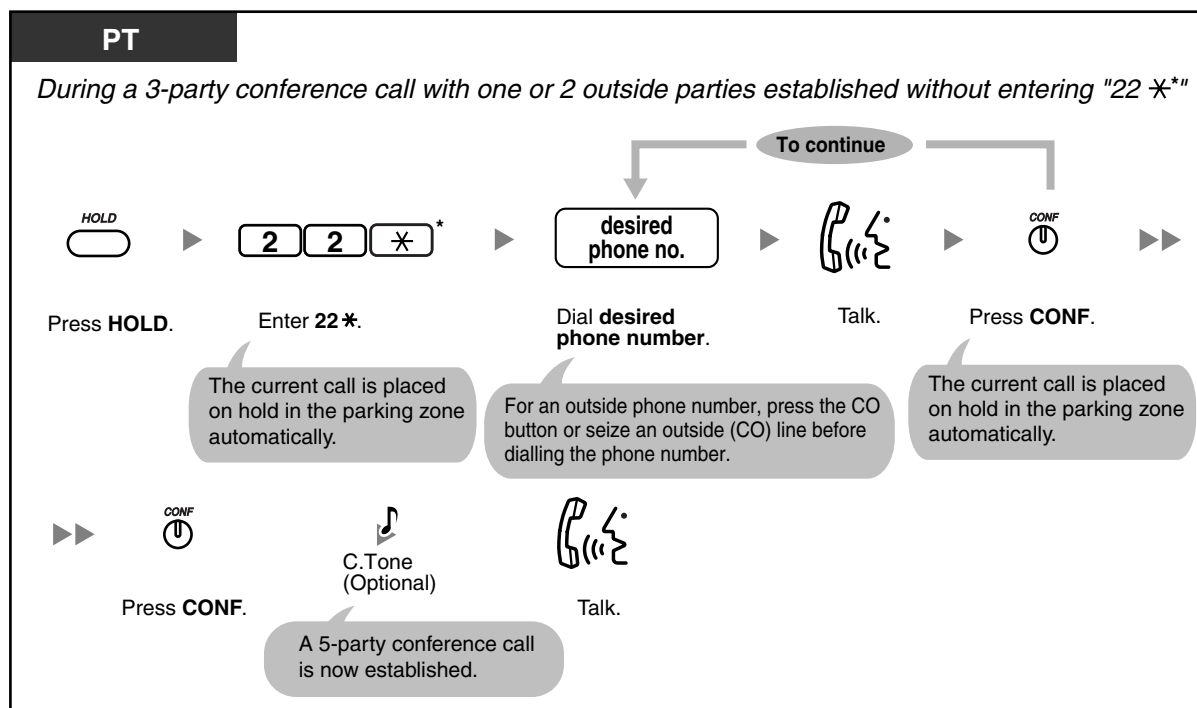 PT
During a 3-party conference call with one or 2 outside parties established without entering "22 ✳*"
To continue
HOLD
2 2 ✳ *
desired
phone no.
CONF
Press HOLD.
Enter 22✳.
Dial desired
phone number.
Talk.
Press CONF.
The current call is placed
on hold in the parking zone
automatically.
For an outside phone number, press the CO
button or seize an outside (CO) line before
dialling the phone number.
The current call is placed
on hold in the parking zone
automatically.
CONF
C.Tone
(Optional)
Press CONF.
Talk.
A 5-party conference call
is now established.